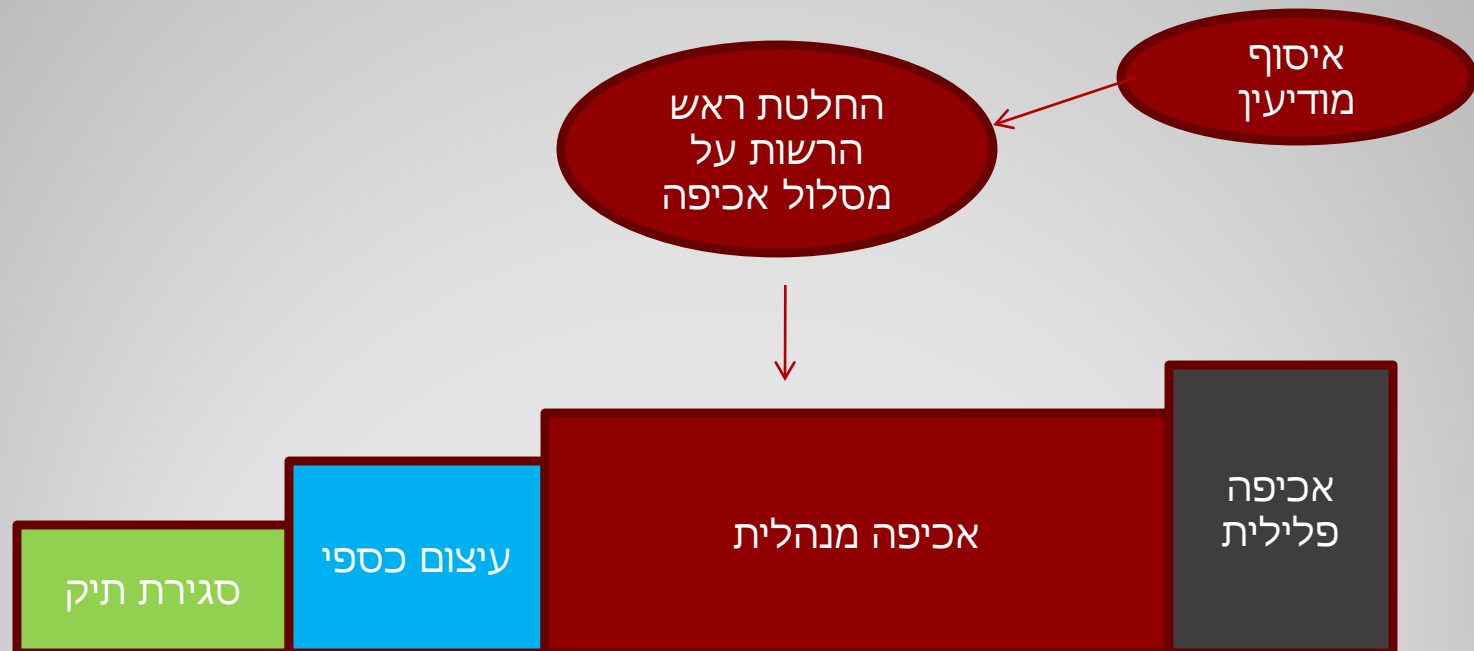 איסוף
מודיעין
החלטת ראש
הרשות על
מסלול אכיפה
אכיפה
פלילית
אכיפה מנהלית
עיצום כספי
סגירת תיק